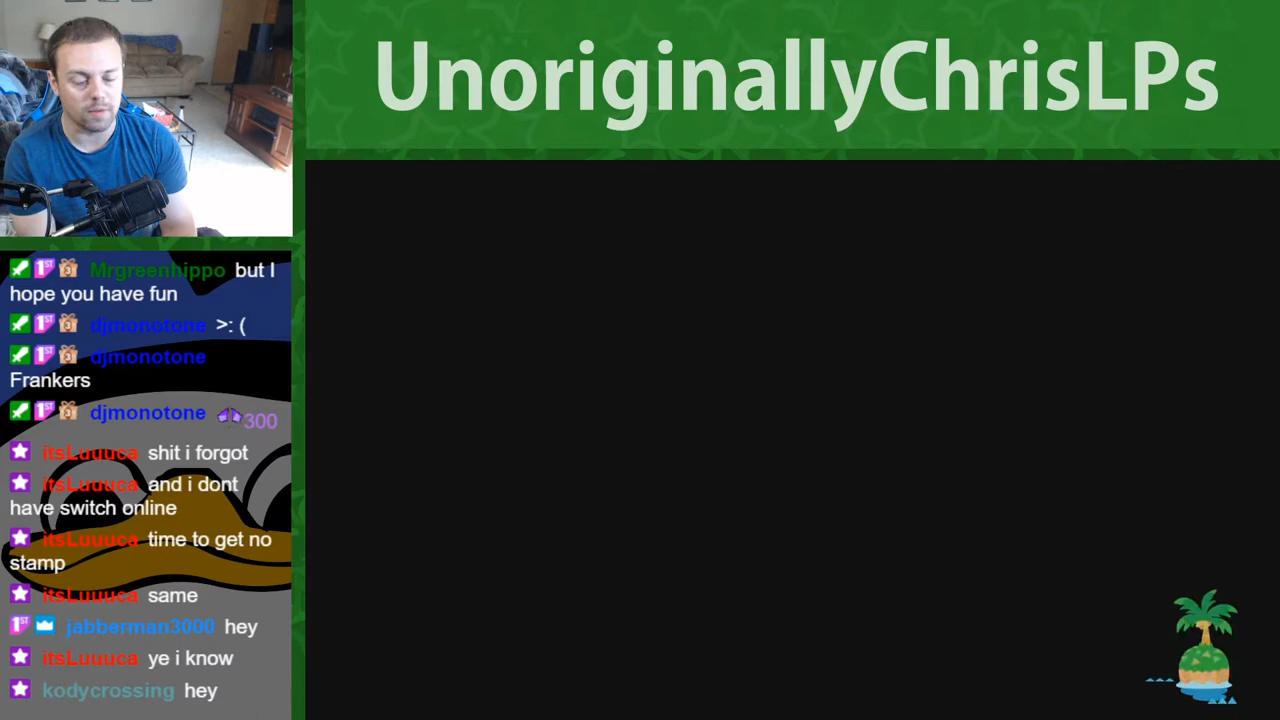 UnoriginallyChrisLPs
Mrgreenhippo but I
hope you have fun
djmonotone >: (
djmonotone
Frankers
djmonotone 300
itsLuuuca shit i forgot
itsLuuuca and i dont
have switch online
itsLuuuca time to get no
stamp
itsLuuuca same
jabberman3000 hey
itsLuuuca ye i know
kodycrossing hey